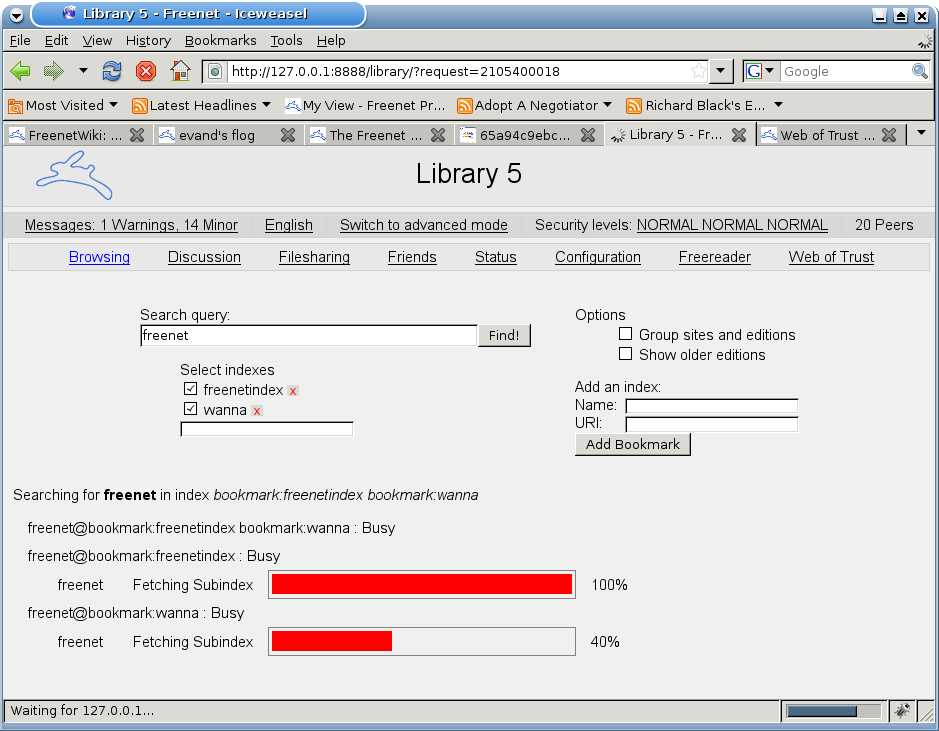 Library 5 - Freenet - Iceweasel
File Edit View History Bookmarks Tools Help
http://127.0.0.1:8888/library/?request=2105400018 G Google
Most Visited Latest Headlines My View - Freenet Pr... Adopt A Negotiator Richard Black's E...
FreenetWiki: ... evand's flog The Freenet ... 65a94c9ebc... Library 5 - Fr... Web of Trust ...
Library 5
Messages: 1 Warnings, 14 Minor English Switch to advanced mode Security levels: NORMAL NORMAL NORMAL 20 Peers
Browsing Discussion Filesharing Friends Status Configuration Freereader Web of Trust
Search query:
freenet Find!
Select indexes
freenetindex x
wanna x
Options
Group sites and editions
Show older editions
Add an index:
Name:
URI:
Add Bookmark
Searching for freenet in index bookmark:freenetindex bookmark:wanna
freenet@bookmark:freenetindex bookmark:wanna : Busy
freenet@bookmark:freenetindex : Busy
freenet Fetching Subindex 100%
freenet@bookmark:wanna : Busy
freenet Fetching Subindex 40%
Waiting for 127.0.0.1...